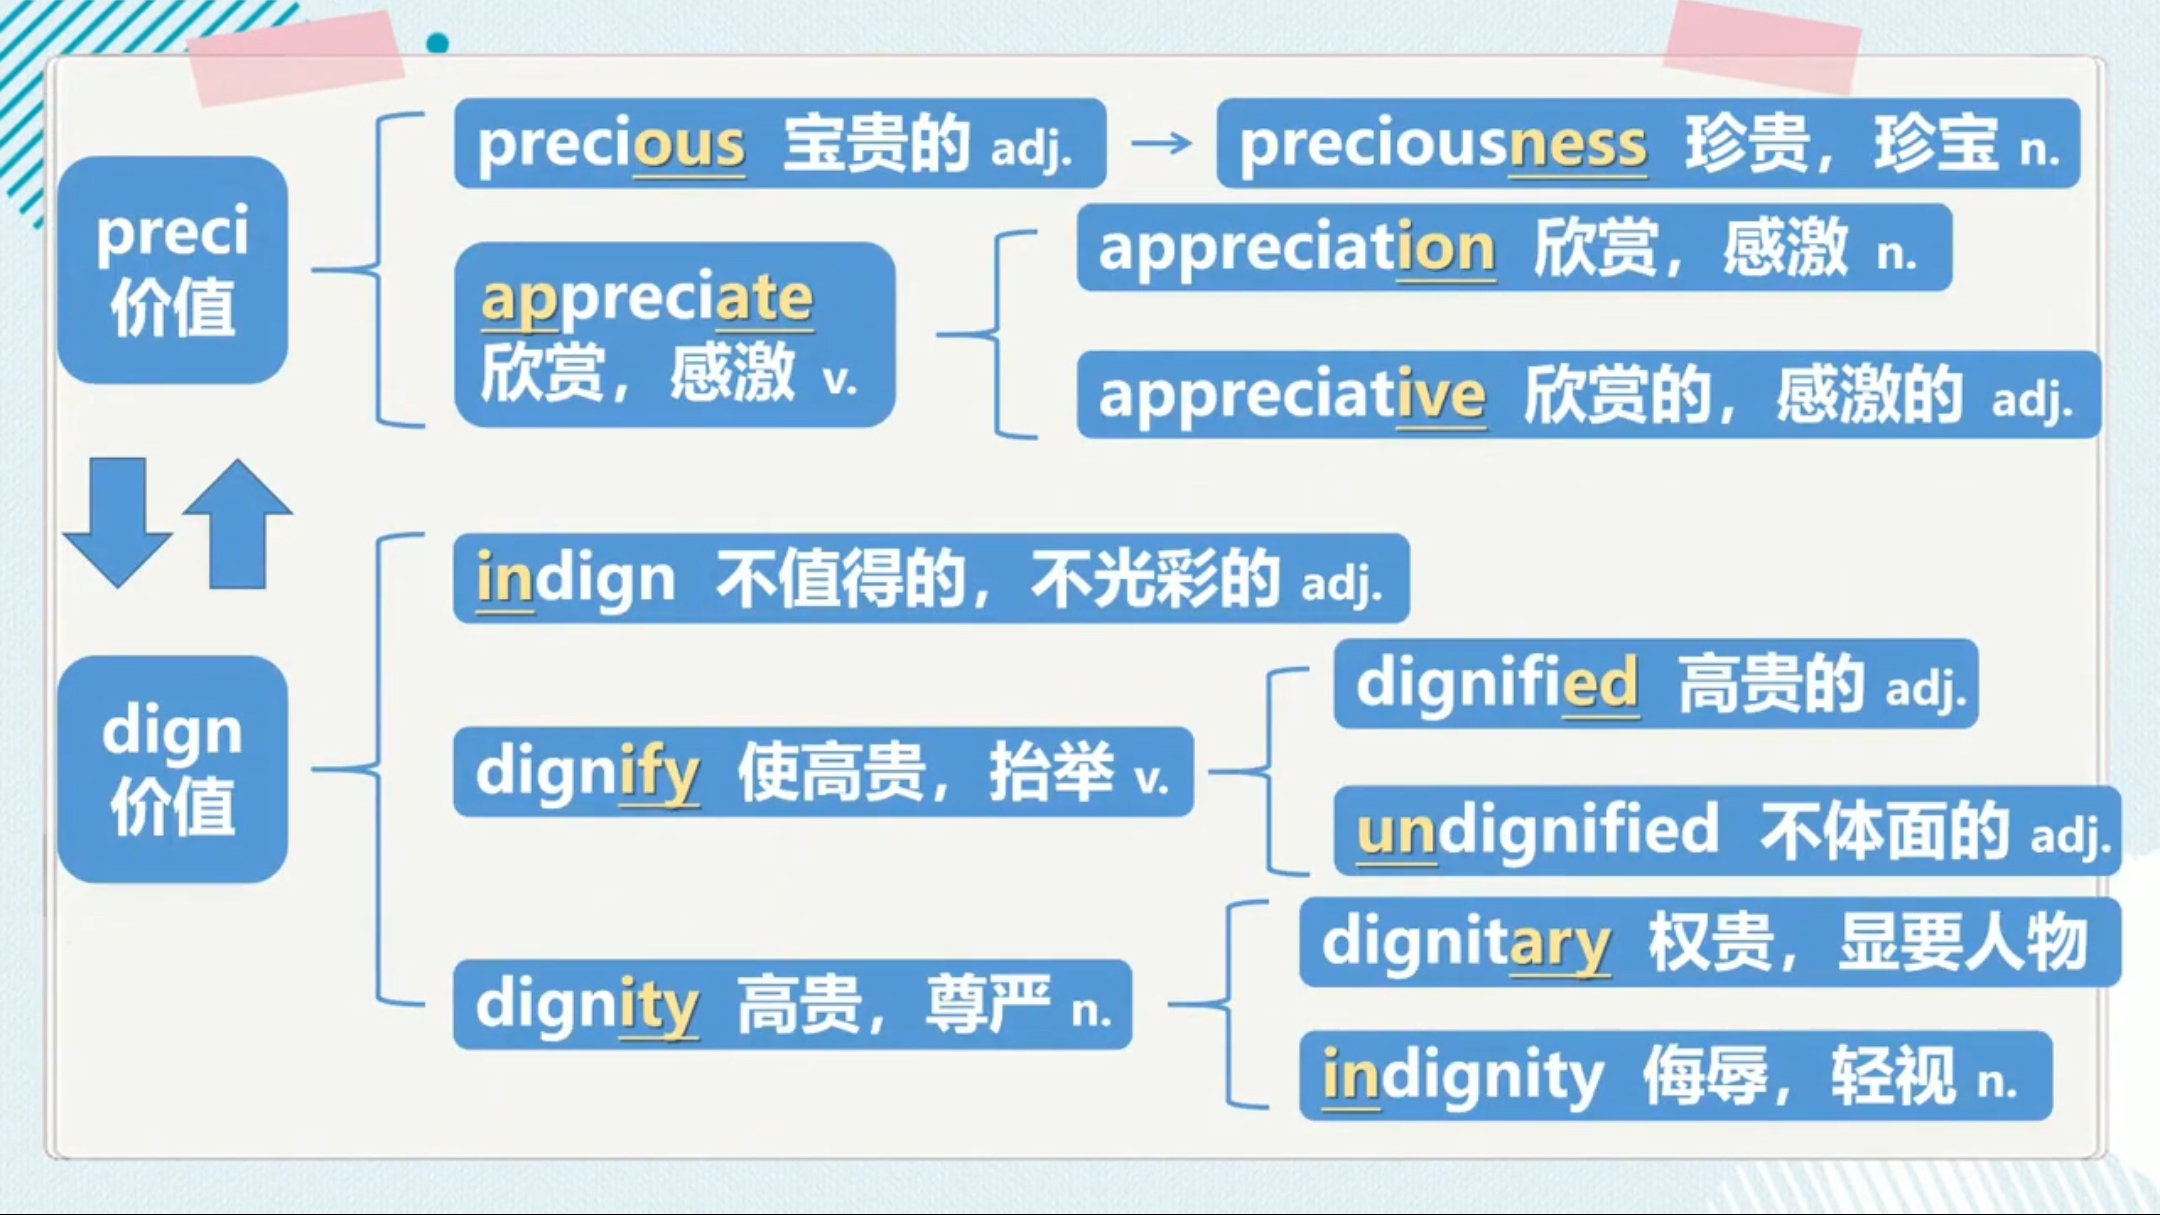 preci
价值
precious 宝贵的 adj.
preciousness 珍贵，珍宝 n.
appreciate
欣赏，感激 v.
appreciation 欣赏，感激 n.
appreciative 欣赏的，感激的 adj.
dign
价值
indign 不值得的，不光彩的 adj.
dignify 使高贵，抬举 v.
dignified 高贵的 adj.
undignified 不体面的 adj.
dignity 高贵，尊严 n.
dignitary 权贵，显要人物
indignity 侮辱，轻视 n.